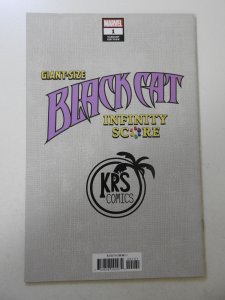 MARVEL
1
GIANT-SIZE
BLACK CAT
INFINITY
SCORE
KRS
COMICS